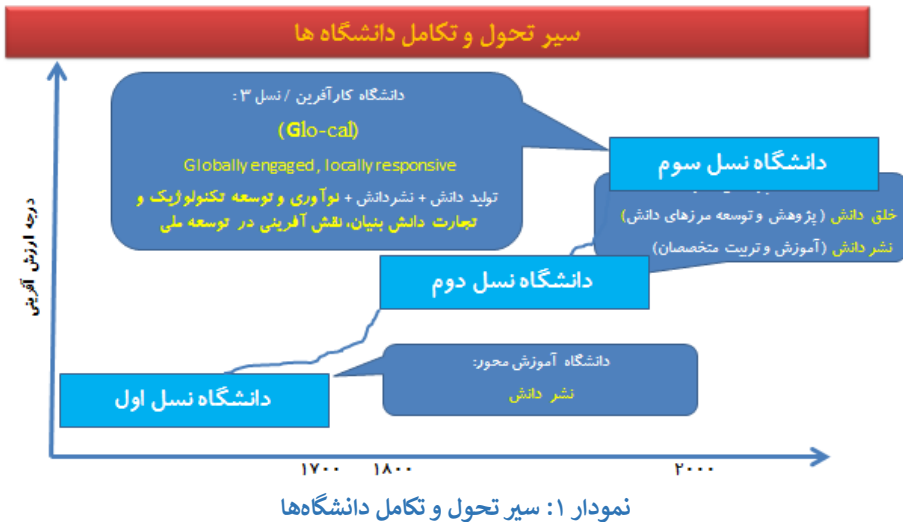 سیر تحول و تکامل دانشگاه ها
دانشگاه کارآفرین / نسل ۳ :
(Glo-cal)
Globally engaged , locally responsive
تولید دانش + نشر دانش + نوآوری و توسعه تکنولوژیک و
تجارت دانش بنیان، نقش آفرینی در توسعه ملی
دانشگاه نسل سوم
خلق دانش (پژوهش و توسعه مرزهای دانش)
نشر دانش (آموزش و تربیت متخصصان)
دانشگاه نسل دوم
دانشگاه آموزش محور:
نشر دانش
دانشگاه نسل اول
درجه ارزش آفرینی
۱۷۰۰ ۱۸۰۰ ۲۰۰۰
نمودار ۱: سیر تحول و تکامل دانشگاه‌ها